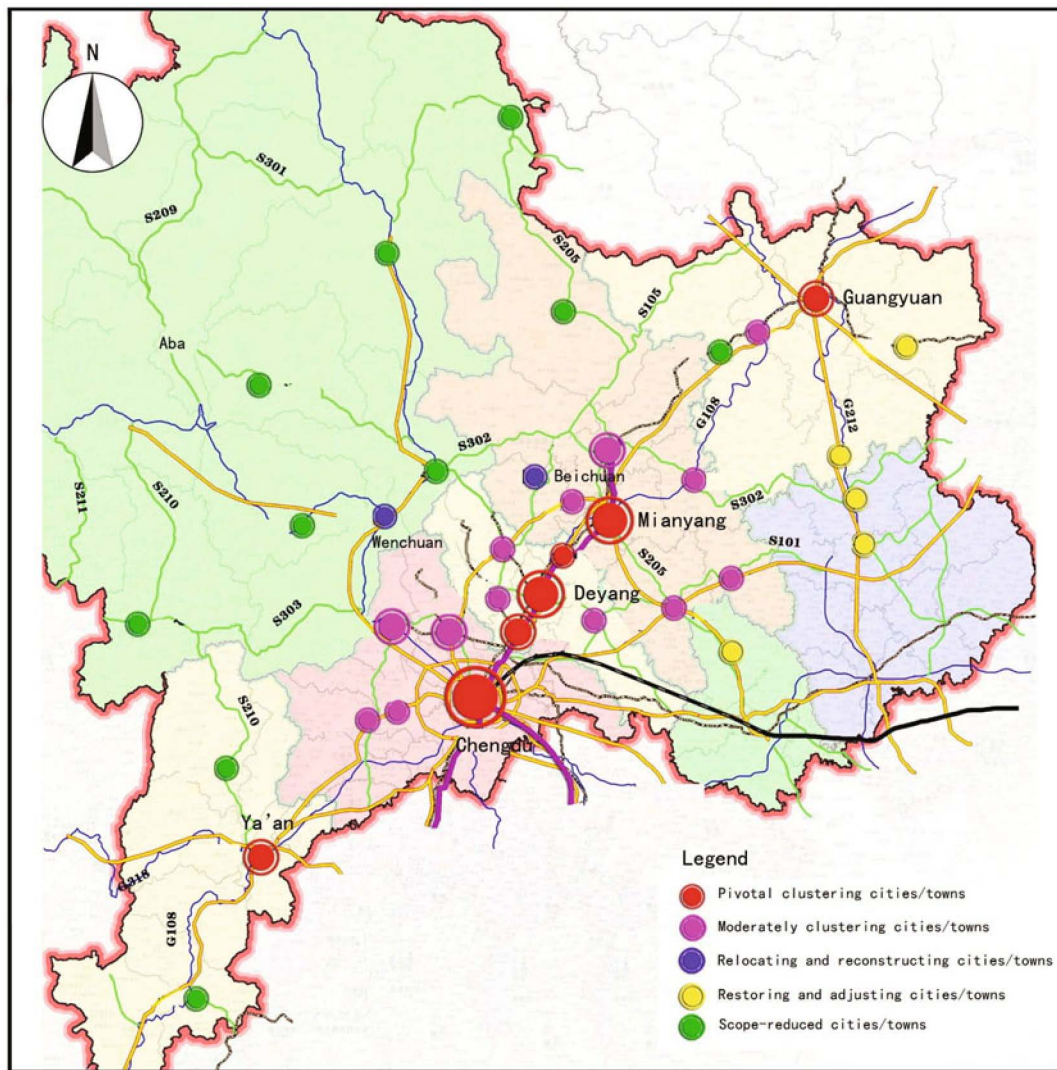 N
S301
S209
S205
S105
Guangyuan
Aba
G108
G212
S302
Beichuan
S302
S211
S210
Mianyang
Wenchuan
S101
S205
Deyang
S303
S210
Chengdu
Ya'an
G318
G108
Legend
Pivotal clustering cities/towns
Moderately clustering cities/towns
Relocating and reconstructing cities/towns
Restoring and adjusting cities/towns
Scope-reduced cities/towns